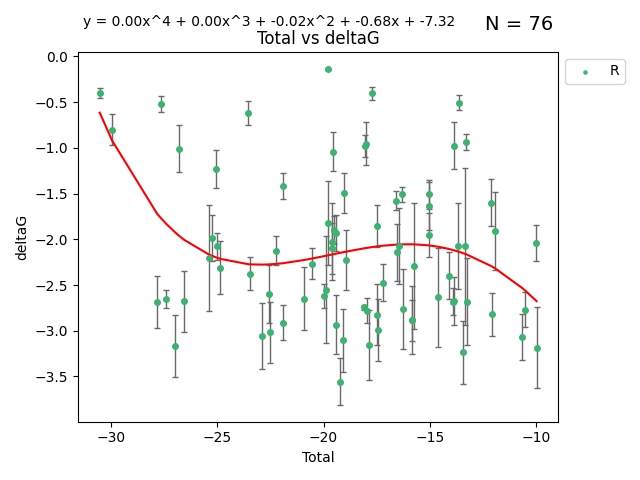 y = 0.00x^4 + 0.00x^3 + -0.02x^2 + -0.68x + -7.32
N = 76
Total vs deltaG
R
0.0
−0.5
−1.0
−1.5
−2.0
−2.5
−3.0
−3.5
deltaG
−30
−25
−20
−15
−10
Total